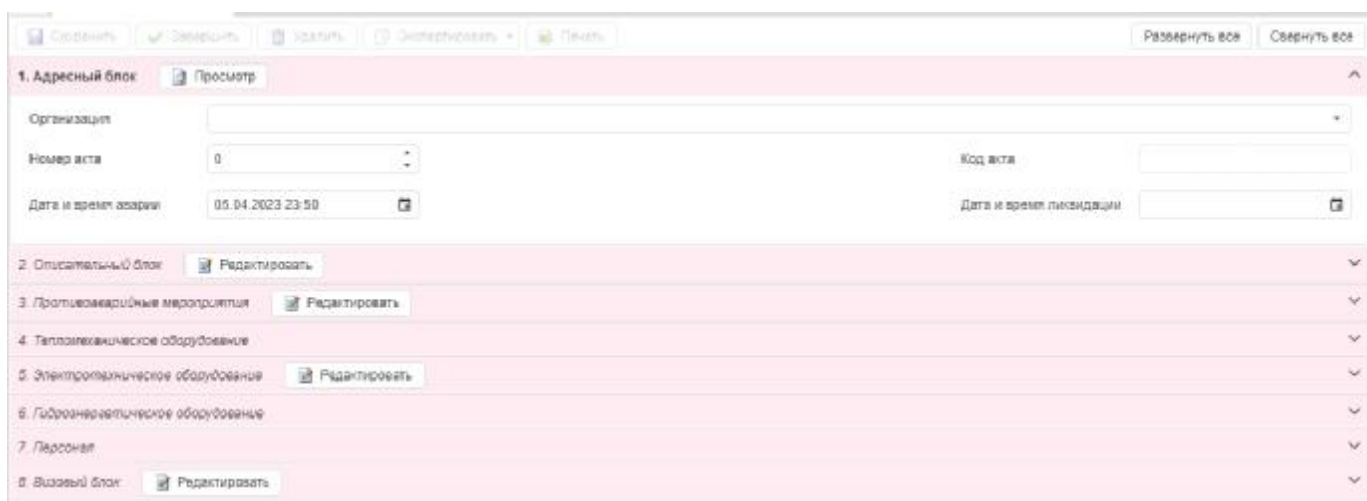 Сохранить Завершить Удалить Экспортировать Печать Развернуть все Свернуть все
1. Адресный блок Просмотр
Организация
Номер акта 0 Код акта
Дата и время аварии 05.04.2023 23:50 Дата и время ликвидации
2. Описательный блок Редактировать
3. Противоаварийные мероприятия Редактировать
4. Тепломеханическое оборудование
5. Электротехническое оборудование Редактировать
6. Гидроэнергетическое оборудование
7. Персонал
8. Визовый блок Редактировать